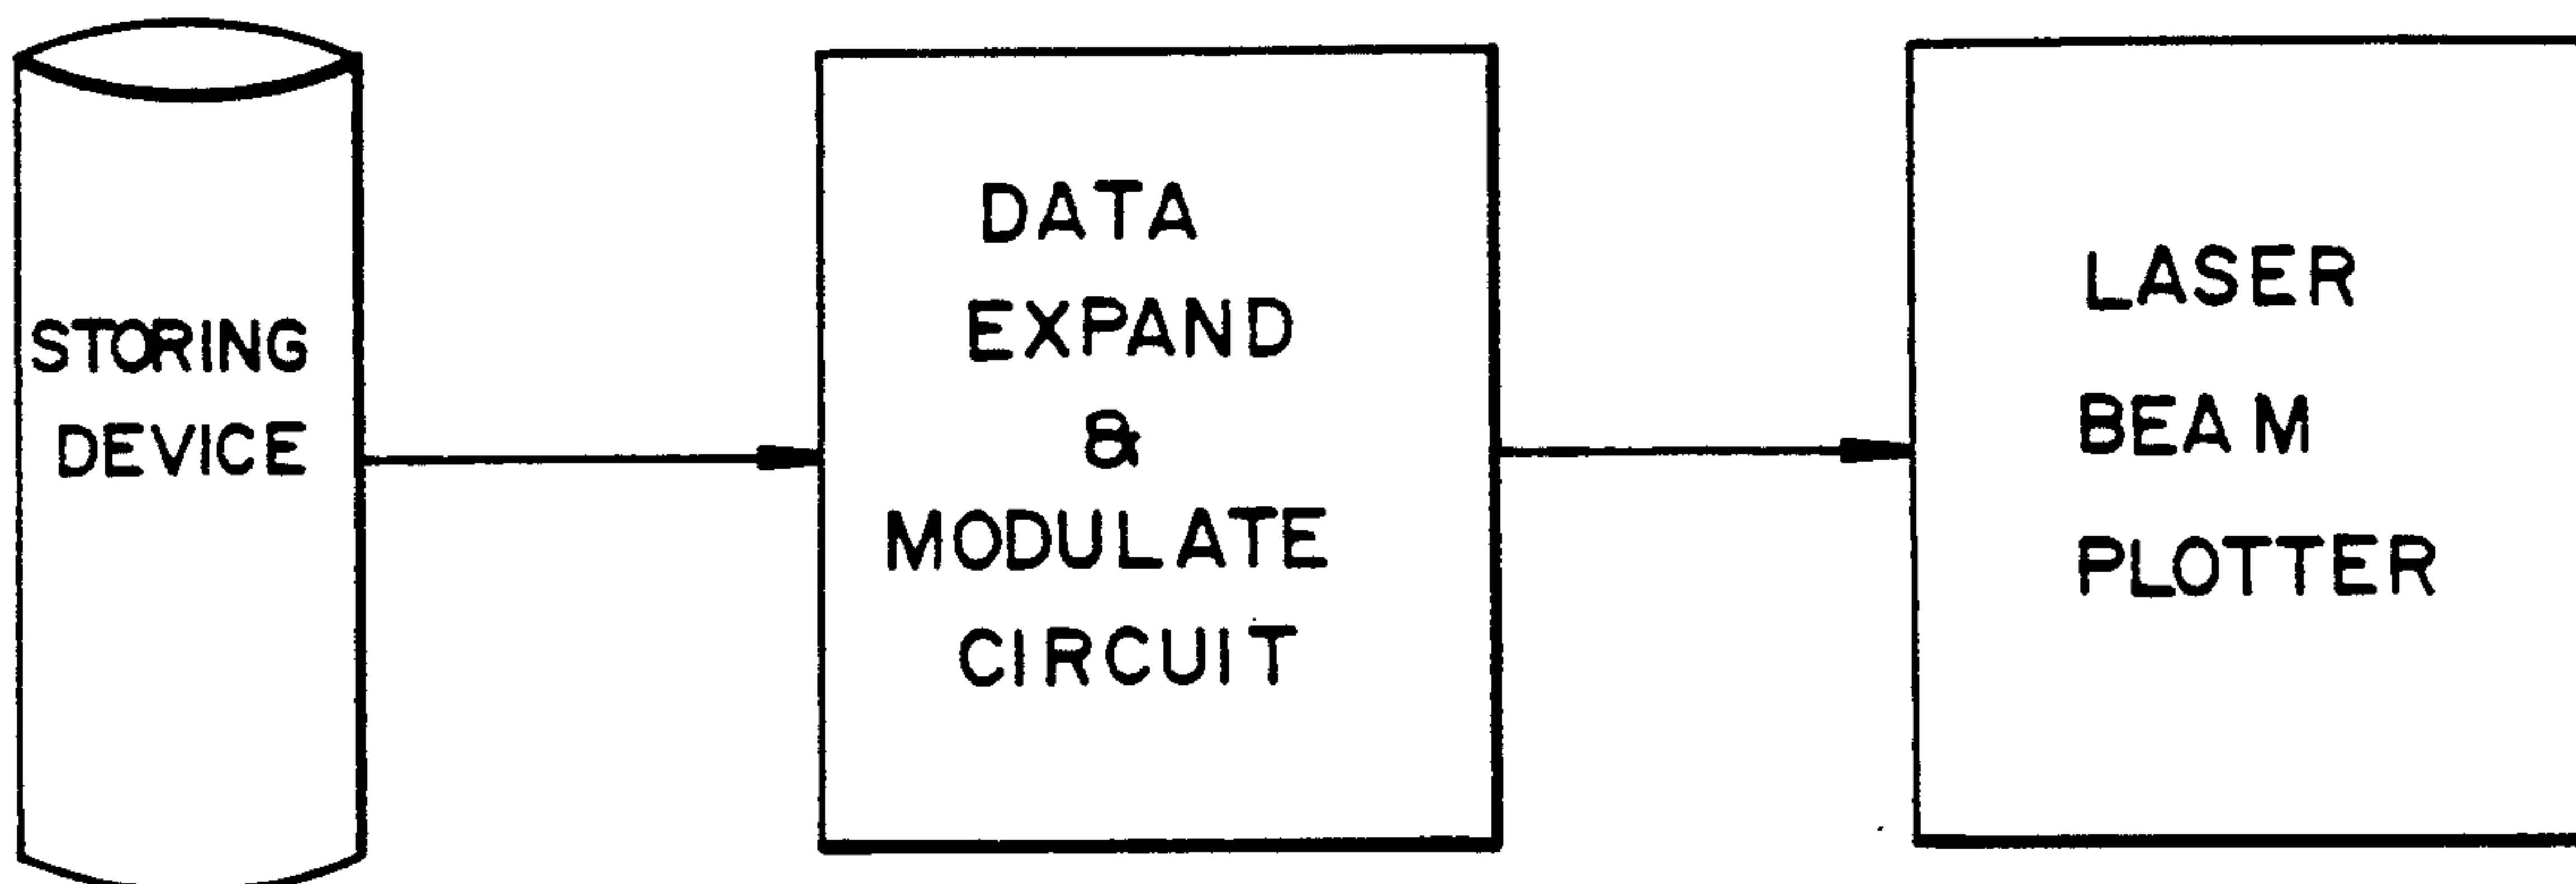 STORING
DEVICE
DATA
EXPAND
&
MODULATE
CIRCUIT
LASER
BEAM
PLOTTER